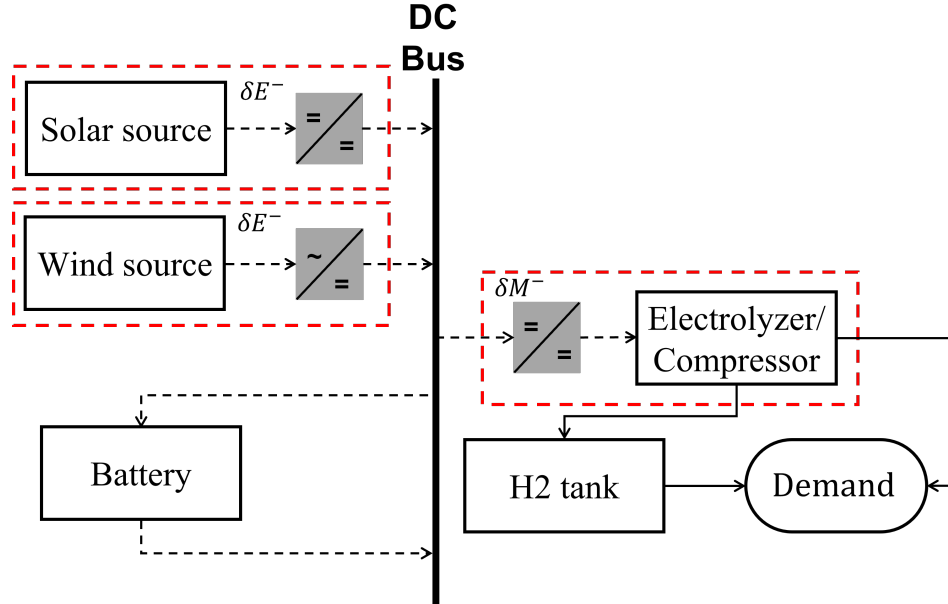 DC
Bus
δE⁻
Solar source
=
=
δE⁻
Wind source
~
=
δM⁻
=
=
Electrolyzer/
Compressor
Battery
H2 tank
Demand